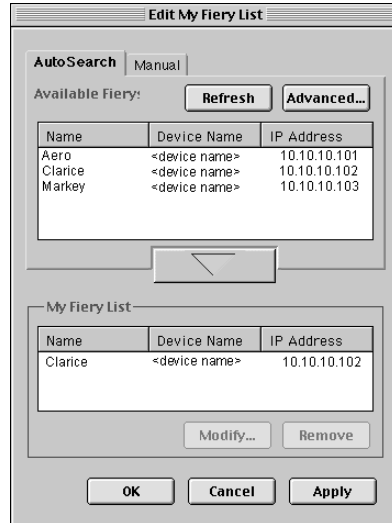 Edit My Fiery List
AutoSearch Manual
Available Fiery: Refresh Advanced...
Name Device Name IP Address
Aero <device name> 10.10.10.101
Clarice <device name> 10.10.10.102
Markey <device name> 10.10.10.103
My Fiery List
Name Device Name IP Address
Clarice <device name> 10.10.10.102
Modify... Remove
OK Cancel Apply